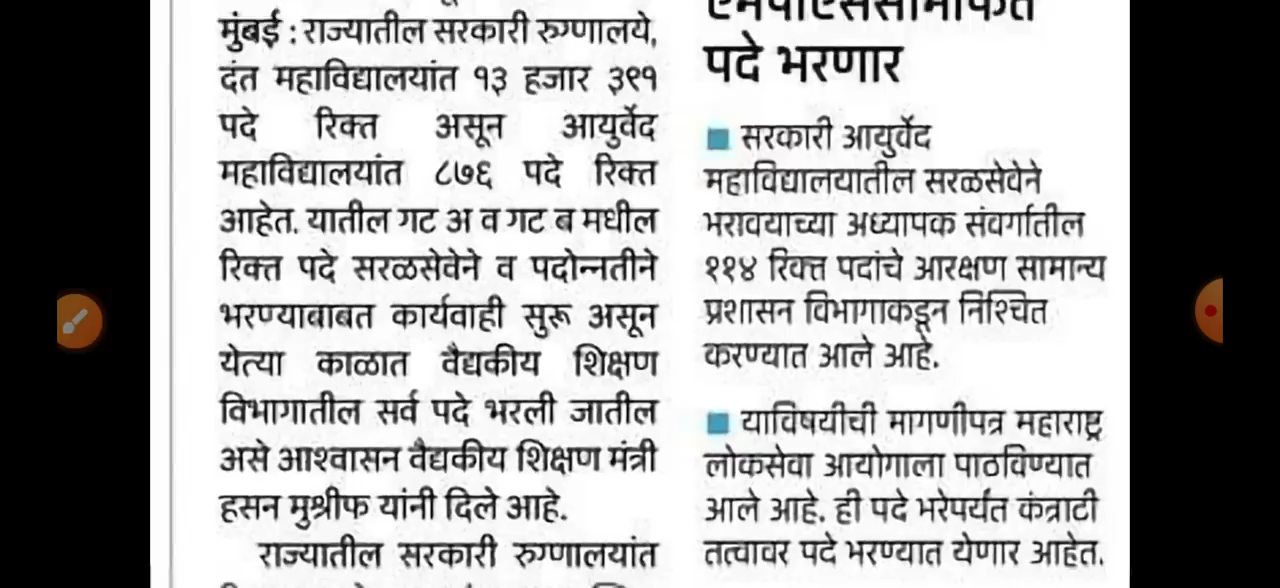 मुंबई : राज्यातील सरकारी रुग्णालये,
दंत महाविद्यालयांत १३ हजार ३९१
पदे रिक्त असून आयुर्वेद
महाविद्यालयांत ८७६ पदे रिक्त
आहेत. यातील गट अ व गट ब मधील
रिक्त पदे सरळसेवेने व पदोन्नतीने
भरण्याबाबत कार्यवाही सुरू असून
येत्या काळात वैद्यकीय शिक्षण
विभागातील सर्व पदे भरली जातील
असे आश्वासन वैद्यकीय शिक्षण मंत्री
हसन मुश्रीफ यांनी दिले आहे.
राज्यातील सरकारी रुग्णालयांत
एमपीएससीमार्फत
पदे भरणार
■ सरकारी आयुर्वेद
महाविद्यालयातील सरळसेवेने
भरावयाच्या अध्यापक संवर्गातील
११४ रिक्त पदांचे आरक्षण सामान्य
प्रशासन विभागाकडून निश्चित
करण्यात आले आहे.
■ याविषयीची मागणीपत्र महाराष्ट्र
लोकसेवा आयोगाला पाठविण्यात
आले आहे. ही पदे भरेपर्यंत कंत्राटी
तत्वावर पदे भरण्यात येणार आहेत.